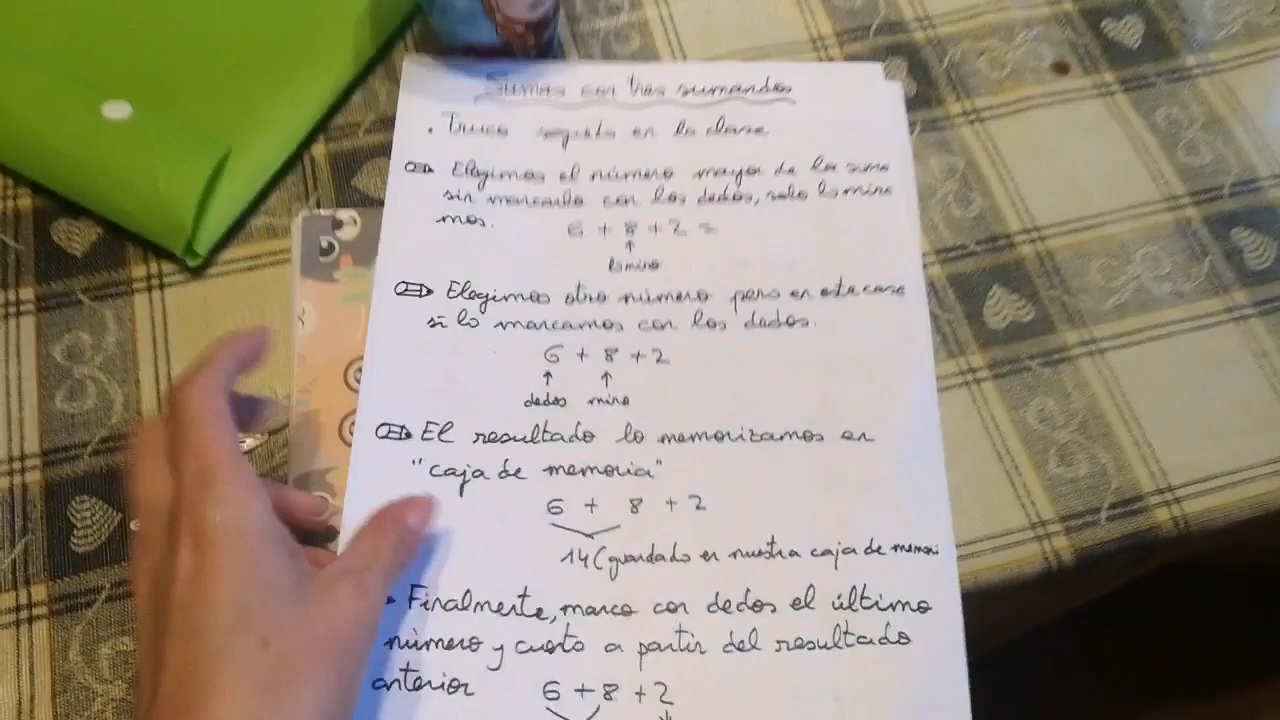 Sumas con tres sumandos
. Truco seguido en la clase
Elegimos el número mayor de la suma
sin marcarlo con los dedos, solo lo mira
mos.
6 + 8 + 2 =
↑
lo miro
Elegimos otro número pero en este caso
si lo marcamos con los dedos.
6 + 8 + 2
↑ ↑
dedos miro
El resultado lo memorizamos en
"caja de memoria"
6 + 8 + 2
14 (guardado en nuestra caja de memori
Finalmente, marco con dedos el último
número y cuento a partir del resultado
anterior
6 + 8 + 2